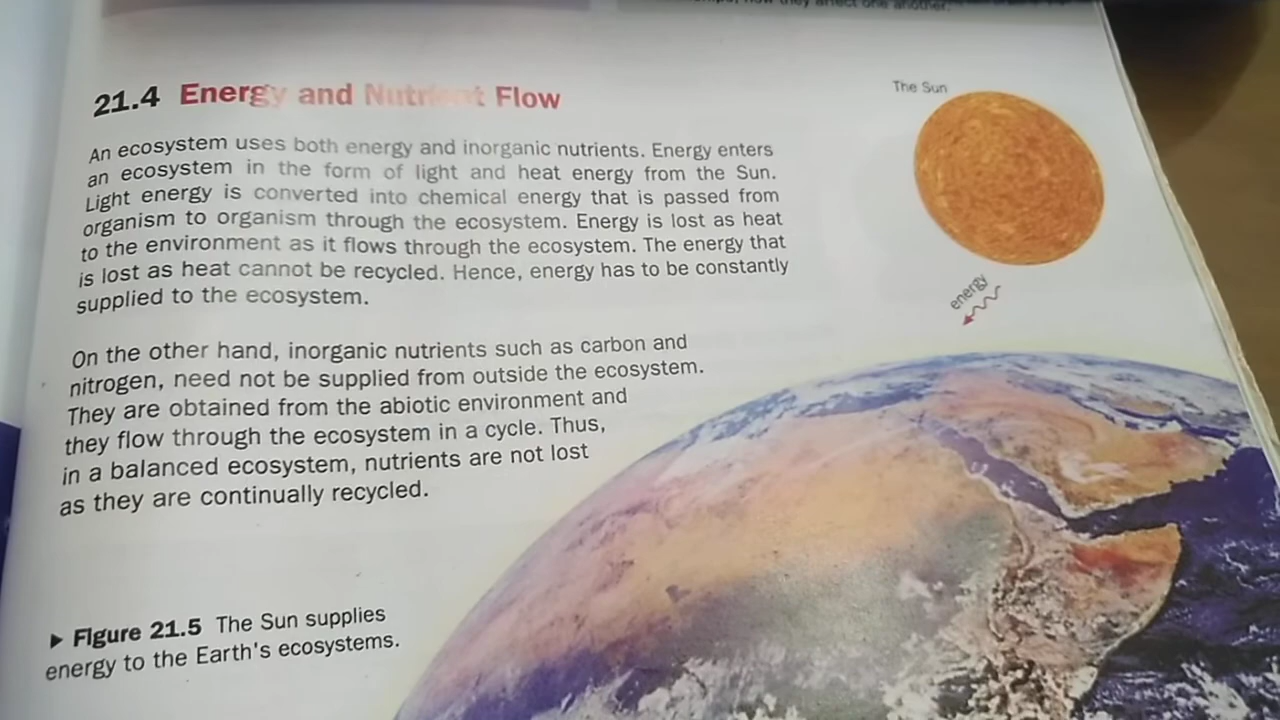 they affect one another.
21.4 Energy and Nutrient Flow
The Sun
An ecosystem uses both energy and inorganic nutrients. Energy enters
an ecosystem in the form of light and heat energy from the Sun.
Light energy is converted into chemical energy that is passed from
organism to organism through the ecosystem. Energy is lost as heat
to the environment as it flows through the ecosystem. The energy that
is lost as heat cannot be recycled. Hence, energy has to be constantly
supplied to the ecosystem.
energy
On the other hand, inorganic nutrients such as carbon and
nitrogen, need not be supplied from outside the ecosystem.
They are obtained from the abiotic environment and
they flow through the ecosystem in a cycle. Thus,
in a balanced ecosystem, nutrients are not lost
as they are continually recycled.
▶ Figure 21.5 The Sun supplies
energy to the Earth's ecosystems.